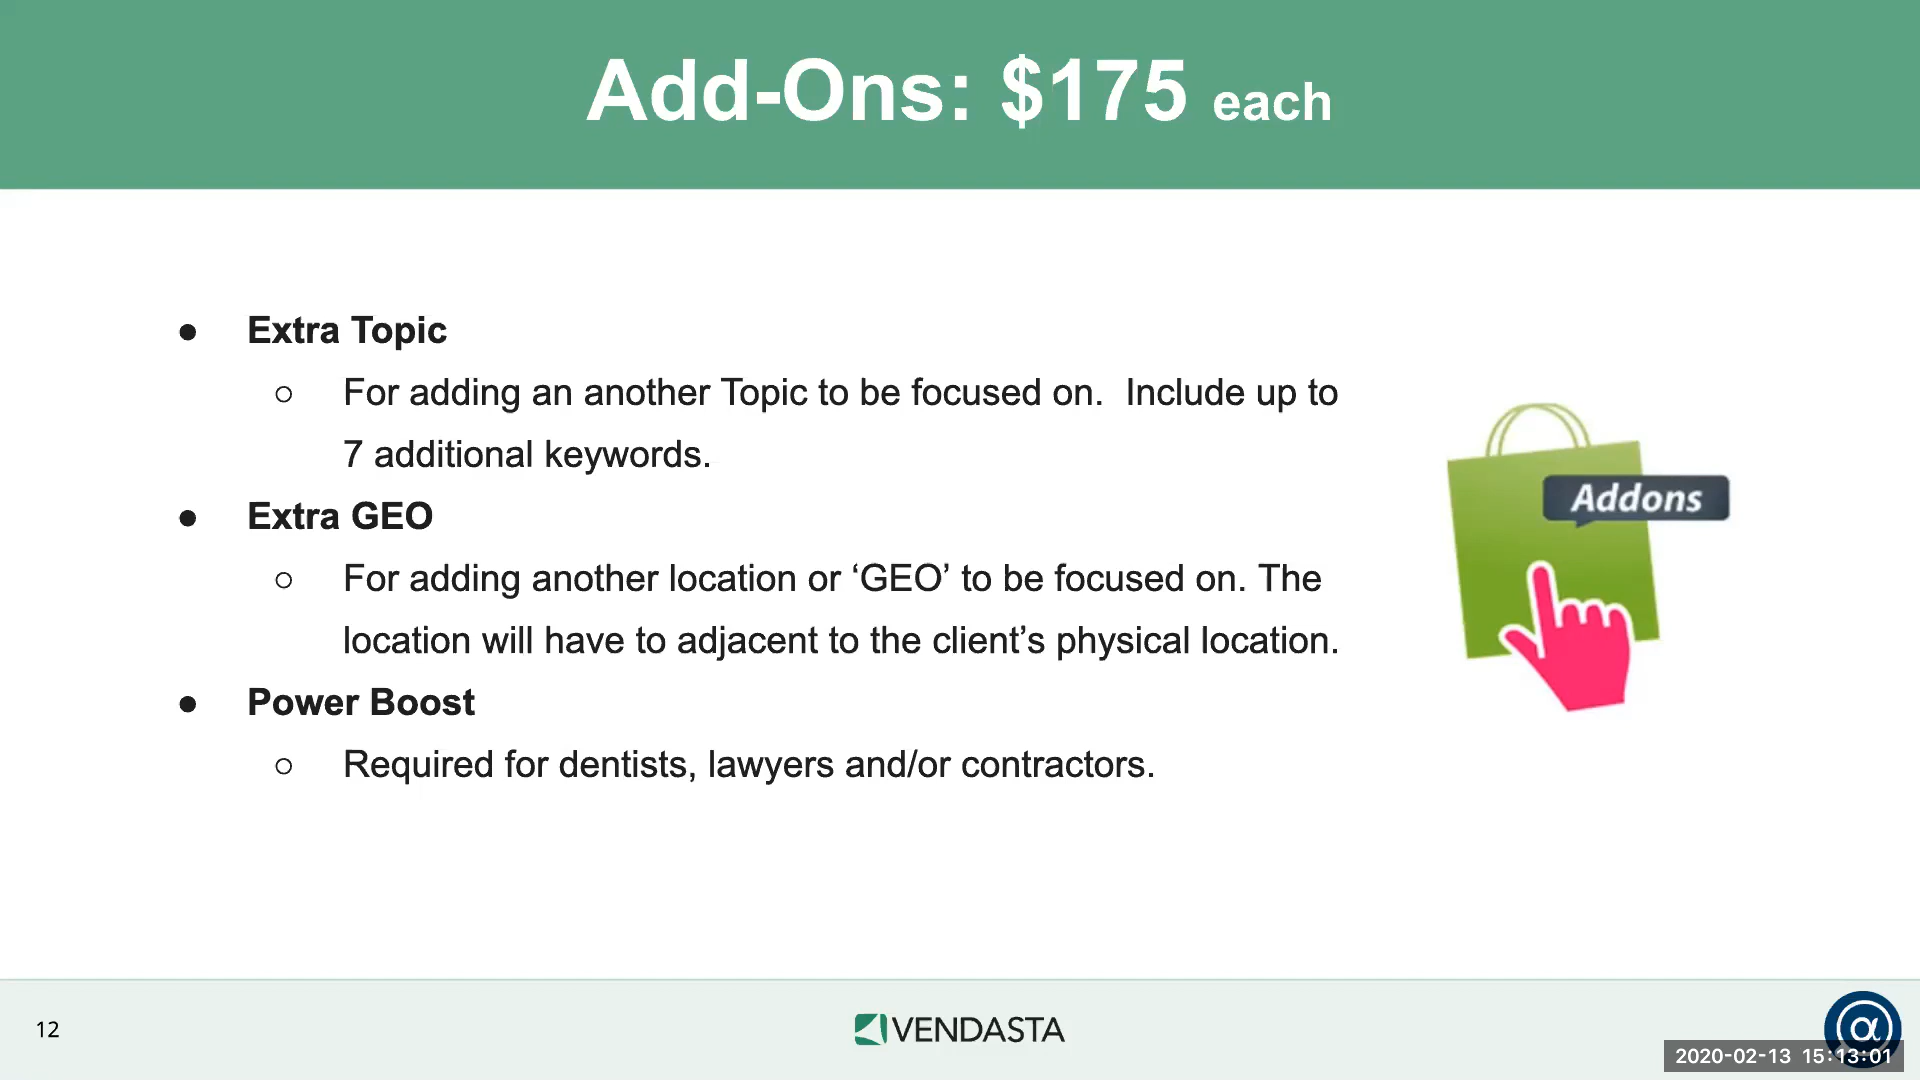 Add-Ons: $175 each
● Extra Topic
○ For adding an another Topic to be focused on.  Include up to
7 additional keywords.
● Extra GEO
○ For adding another location or ‘GEO’ to be focused on. The
location will have to adjacent to the client’s physical location.
● Power Boost
○ Required for dentists, lawyers and/or contractors.
Addons
12
VENDASTA
α
2020-02-13 15:13:01